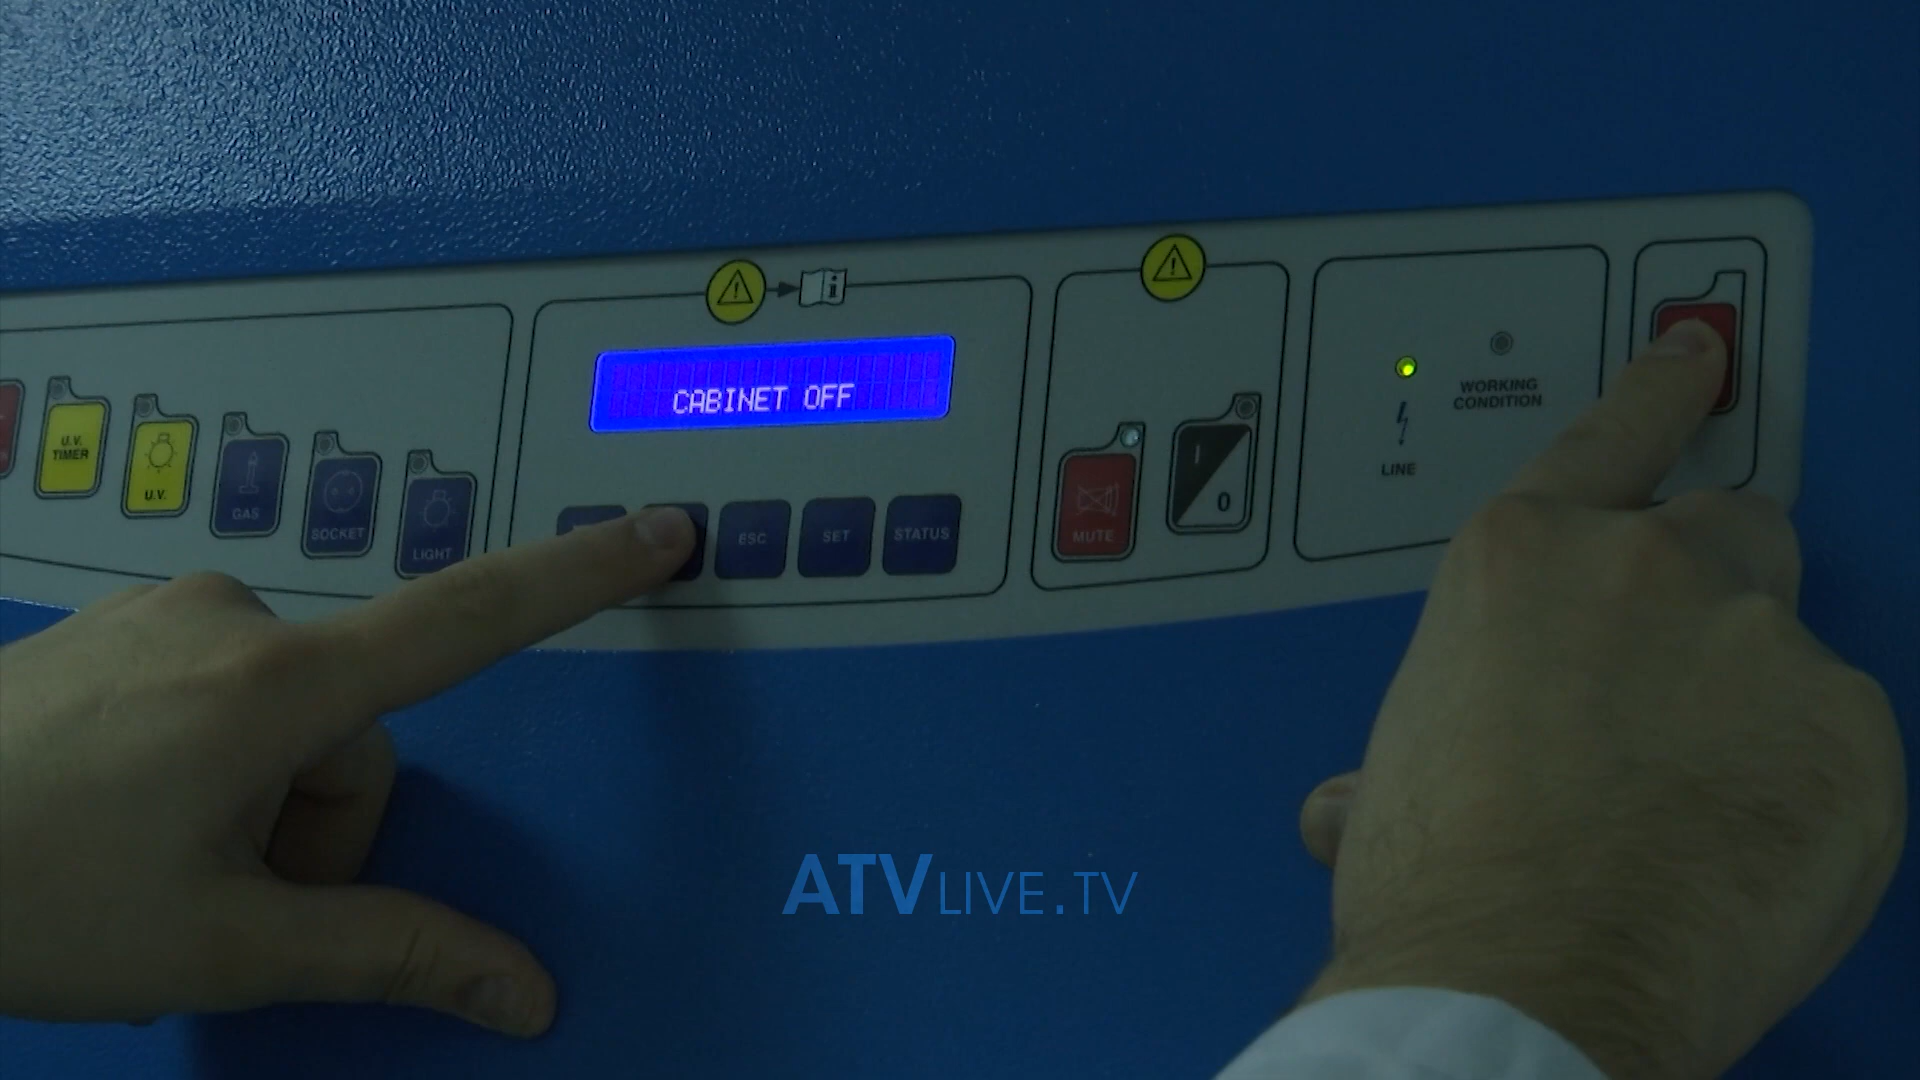 CABINET OFF
U.V.
TIMER
U.V.
GAS
SOCKET
LIGHT
ESC
SET
STATUS
MUTE
I
0
LINE
WORKING
CONDITION
ATVLIVE.TV